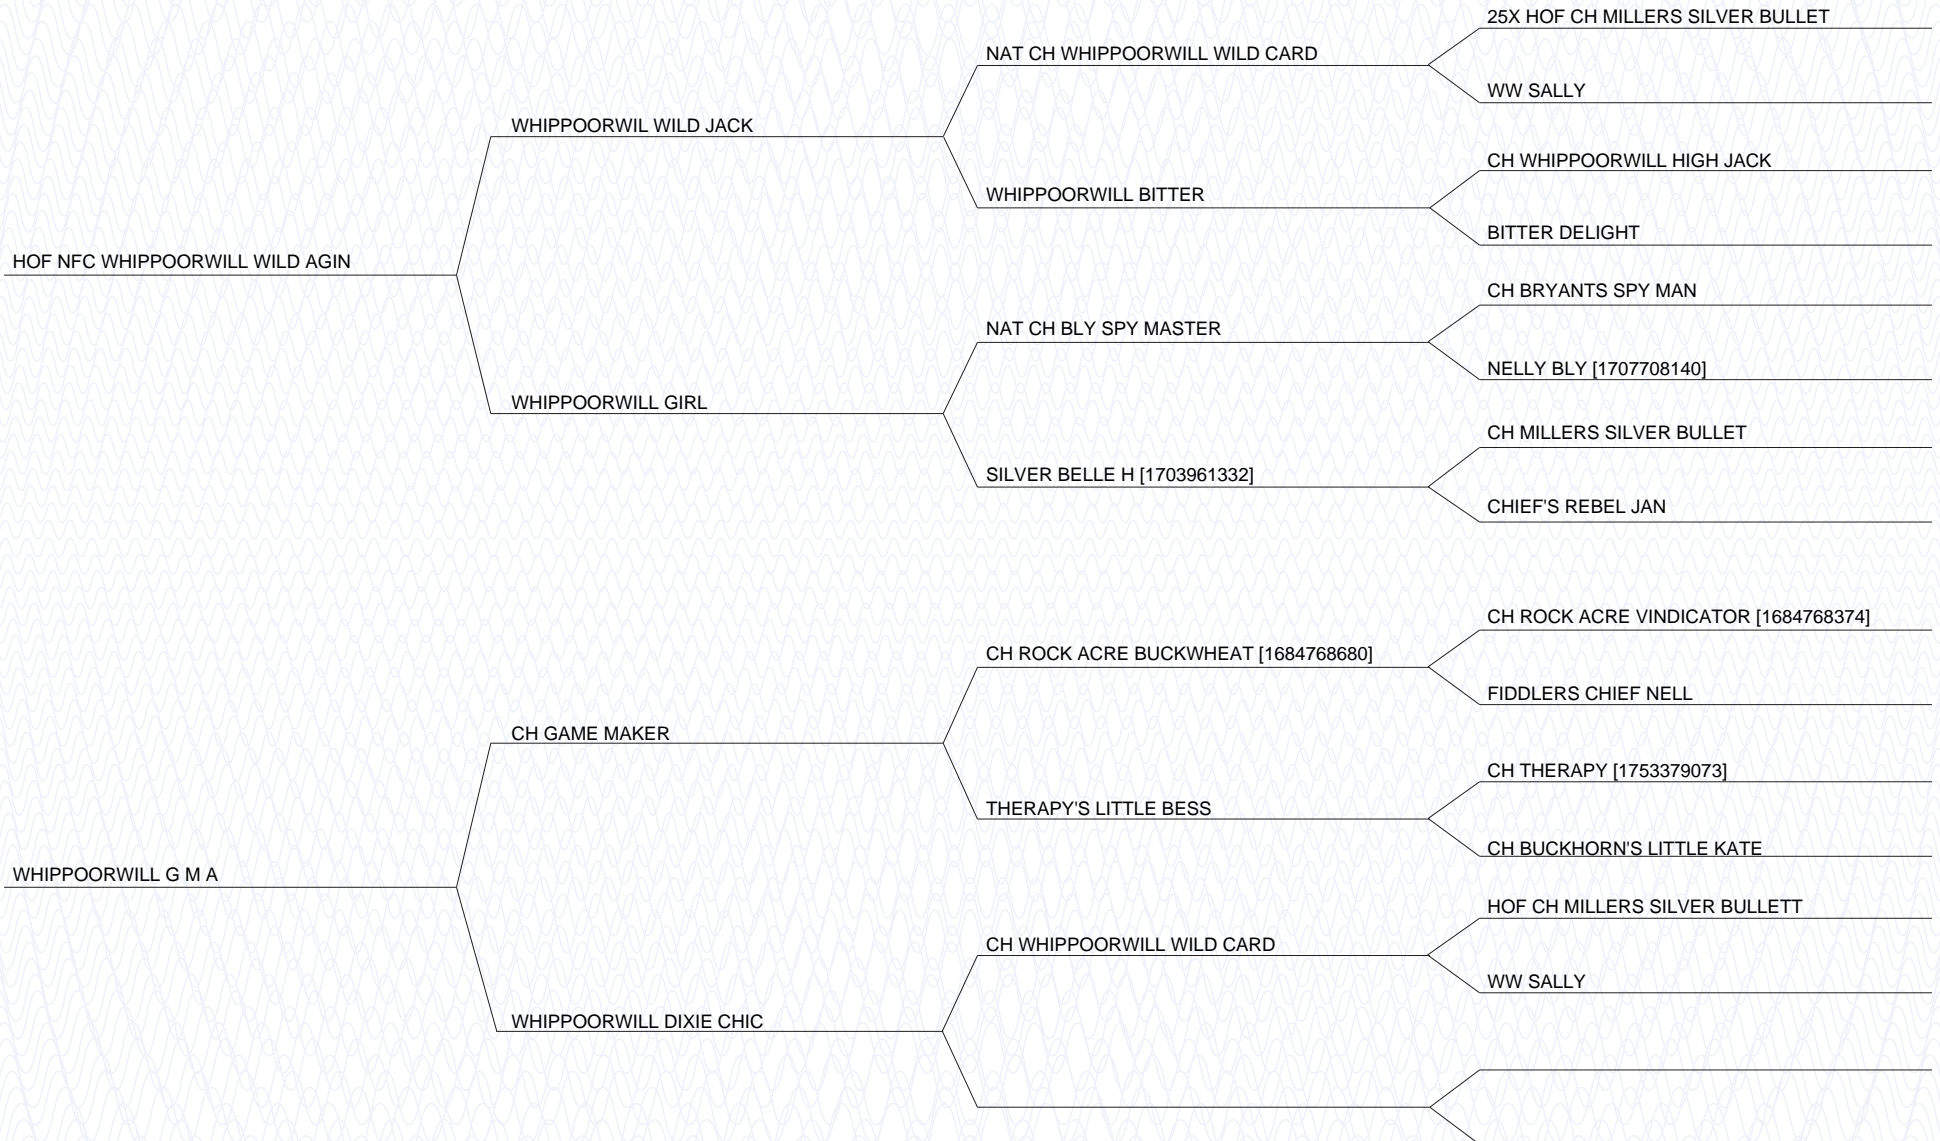 25X HOF CH MILLERS SILVER BULLET
NAT CH WHIPPOORWILL WILD CARD
WW SALLY
WHIPPOORWIL WILD JACK
CH WHIPPOORWILL HIGH JACK
WHIPPOORWILL BITTER
BITTER DELIGHT
HOF NFC WHIPPOORWILL WILD AGIN
CH BRYANTS SPY MAN
NAT CH BLY SPY MASTER
NELLY BLY [1707708140]
WHIPPOORWILL GIRL
CH MILLERS SILVER BULLET
SILVER BELLE H [1703961332]
CHIEF'S REBEL JAN
CH ROCK ACRE VINDICATOR [1684768374]
CH ROCK ACRE BUCKWHEAT [1684768680]
FIDDLERS CHIEF NELL
CH GAME MAKER
CH THERAPY [1753379073]
THERAPY'S LITTLE BESS
CH BUCKHORN'S LITTLE KATE
WHIPPOORWILL G M A
HOF CH MILLERS SILVER BULLETT
CH WHIPPOORWILL WILD CARD
WW SALLY
WHIPPOORWILL DIXIE CHIC